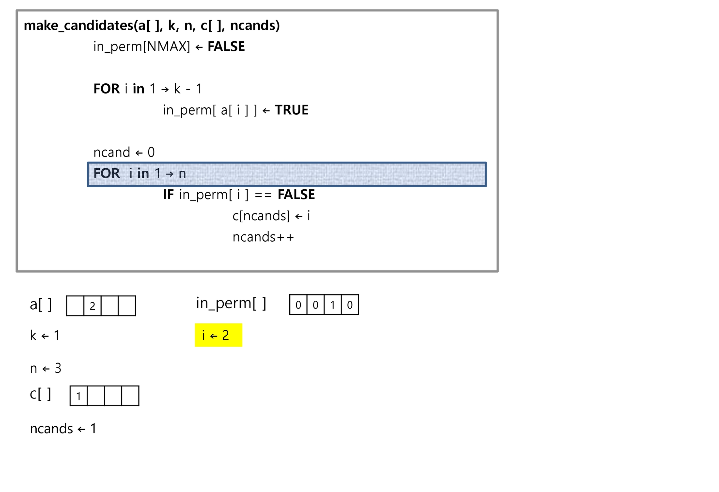 make_candidates(a[ ], k, n, c[ ], ncands)
in_perm[NMAX] ← FALSE
FOR i in 1 → k - 1
in_perm[ a[ i ] ] ← TRUE
ncand ← 0
FOR i in 1 → n
IF in_perm[ i ] == FALSE
c[ncands] ← i
ncands++
a[ ] 2 in_perm[ ] 0 0 1 0
k ← 1 i ← 2
n ← 3
c[ ] 1
ncands ← 1